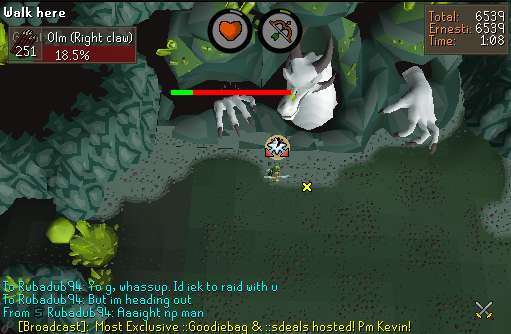 Walk here
Olm (Right claw)
251
18.5%
Total: 6539
Ernesti: 6539
Time: 1:08
To Rubadub94: Yo g, whassup. Id iek to raid with u
To Rubadub94: But im heading out
From S Rubadub94: Aaaight np man
[Broadcast]: Most Exclusive ::Goodiebag & ::sdeals hosted! Pm Kevin!